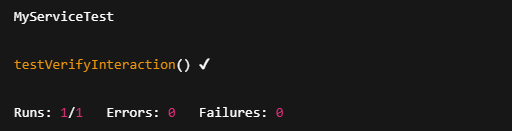 MyServiceTest
testVerifyInteraction() ✔
Runs: 1/1 Errors: 0 Failures: 0